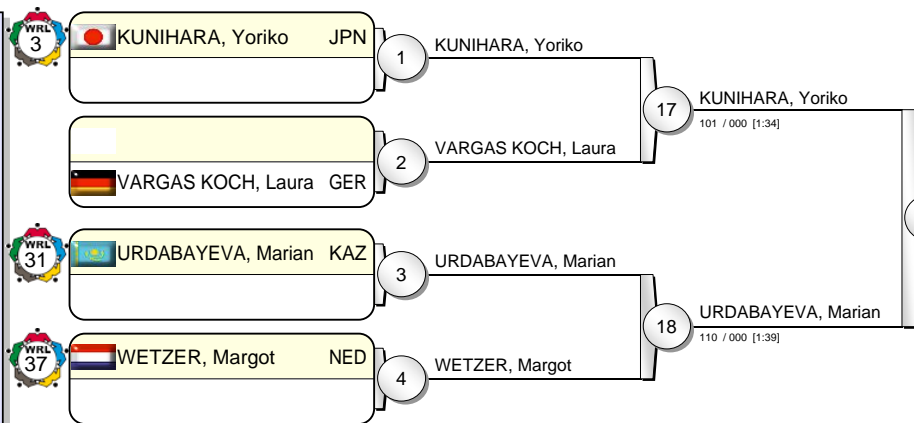 WRL
3
KUNIHARA, Yoriko JPN
1
KUNIHARA, Yoriko
17
KUNIHARA, Yoriko
101 / 000 [1:34]
2
VARGAS KOCH, Laura
VARGAS KOCH, Laura GER
WRL
31
URDABAYEVA, Marian KAZ
3
URDABAYEVA, Marian
18
URDABAYEVA, Marian
110 / 000 [1:39]
WRL
37
WETZER, Margot NED
4
WETZER, Margot